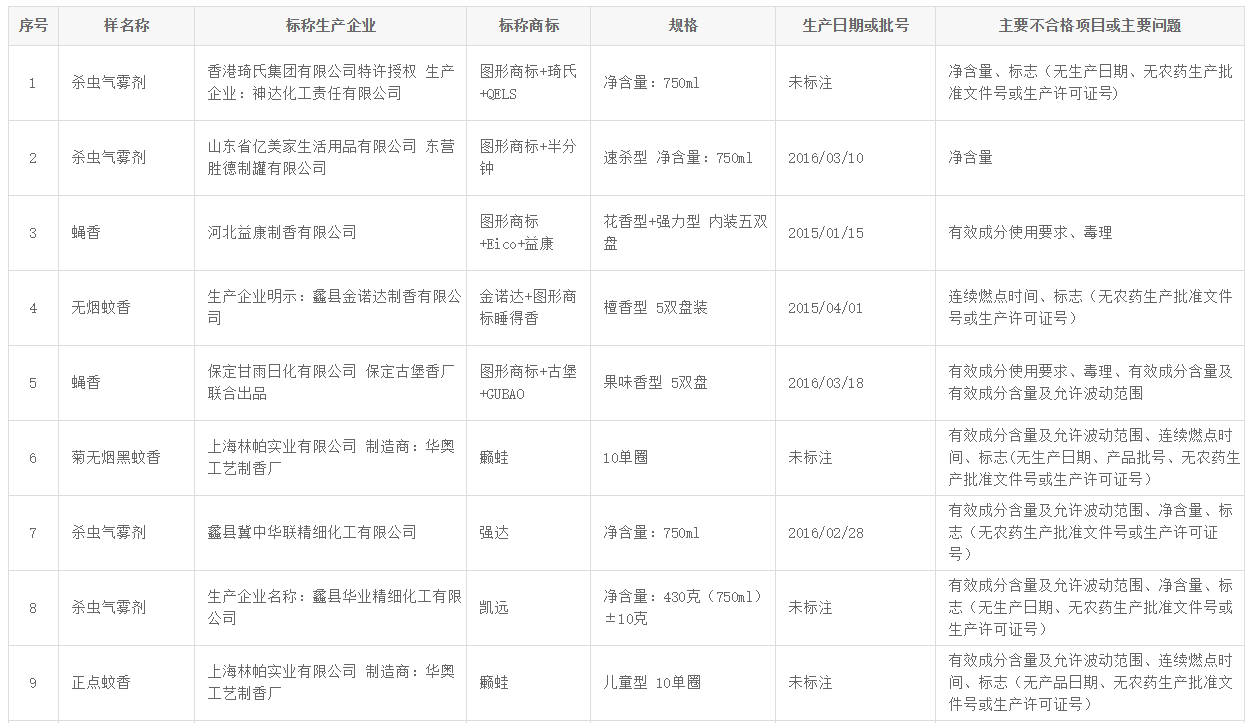 序号 样名称 标称生产企业 标称商标 规格 生产日期或批号 主要不合格项目或主要问题
1 杀虫气雾剂 香港琦氏集团有限公司特许授权 生产
企业：神达化工责任有限公司 图形商标+琦氏
+QELS 净含量：750ml 未标注 净含量、标志（无生产日期、无农药生产批
准文件号或生产许可证号)
2 杀虫气雾剂 山东省亿美家生活用品有限公司 东营
胜德制罐有限公司 图形商标+半分
钟 速杀型 净含量：750ml 2016/03/10 净含量
3 蝇香 河北益康制香有限公司 图形商标
+Eico+益康 花香型+强力型 内装五双
盘 2015/01/15 有效成分使用要求、毒理
4 无烟蚊香 生产企业明示：蠡县金诺达制香有限公
司 金诺达+图形商
标睡得香 檀香型 5双盘装 2015/04/01 连续燃点时间、标志（无农药生产批准文件
号或生产许可证号）
5 蝇香 保定甘雨日化有限公司 保定古堡香厂
联合出品 图形商标+古堡
+GUBAO 果味香型 5双盘 2016/03/18 有效成分使用要求、毒理、有效成分含量及
有效成分含量及允许波动范围
6 菊无烟黑蚊香 上海林帕实业有限公司 制造商：华奥
工艺制香厂 癞蛙 10单圈 未标注 有效成分含量及允许波动范围、连续燃点时
间、标志(无生产日期、产品批号、无农药生
产批准文件号或生产许可证号）
7 杀虫气雾剂 蠡县冀中华联精细化工有限公司 强达 净含量：750ml 2016/02/28 有效成分含量及允许波动范围、净含量、标
志（无农药生产批准文件号或生产许可证
号）
8 杀虫气雾剂 生产企业名称：蠡县华业精细化工有限
公司 凯远 净含量：430克（750ml）
±10克 未标注 有效成分含量及允许波动范围、净含量、标
志（无生产日期、无农药生产批准文件号或
生产许可证号）
9 正点蚊香 上海林帕实业有限公司 制造商：华奥
工艺制香厂 癞蛙 儿童型 10单圈 未标注 有效成分含量及允许波动范围、连续燃点时
间、标志（无产品日期、无农药生产批准文
件号或生产许可证号）